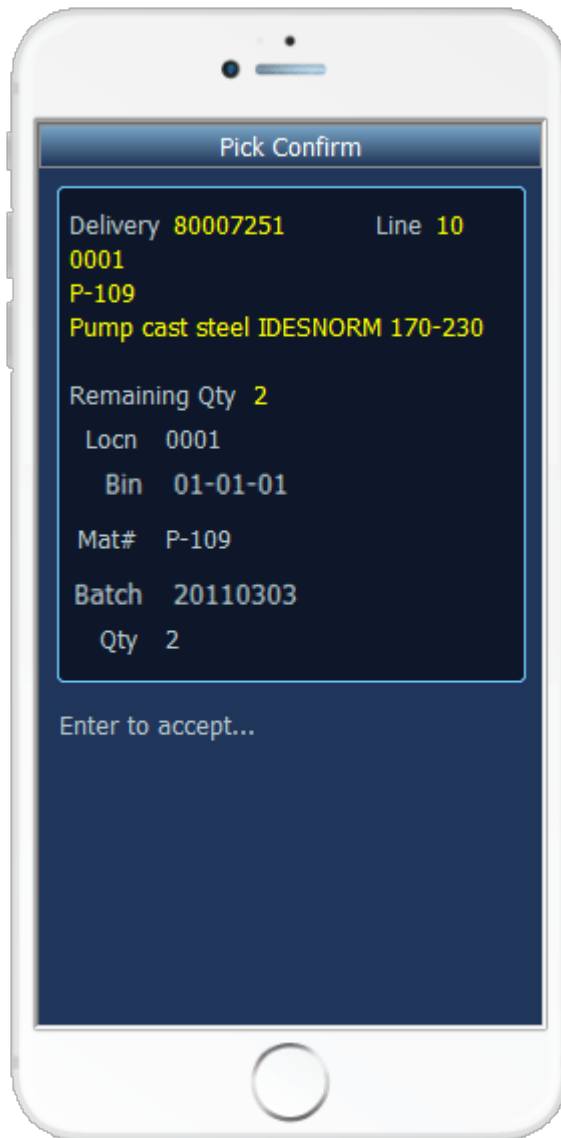 Pick Confirm
Delivery 80007251 Line 10
0001
P-109
Pump cast steel IDESNORM 170-230
Remaining Qty 2
Locn 0001
Bin 01-01-01
Mat# P-109
Batch 20110303
Qty 2
Enter to accept...